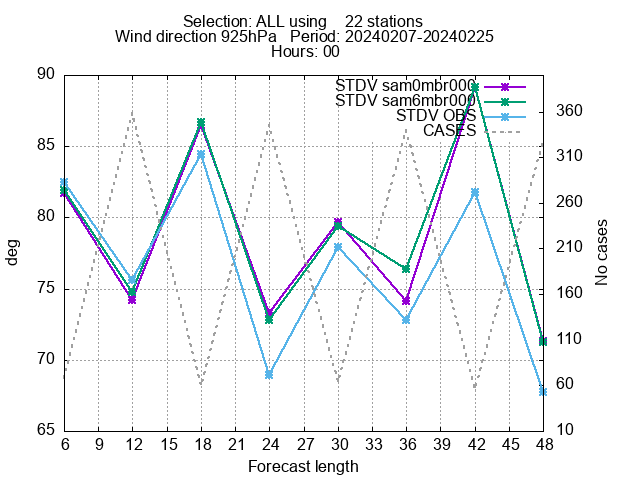 Selection: ALL using    22 stations
Wind direction 925hPa   Period: 20240207-20240225
Hours: 00
STDV sam0mbr000
STDV sam6mbr000
STDV OBS
CASES
90
85
80
75
70
65
deg
360
310
260
210
160
110
60
10
No cases
6 9 12 15 18 21 24 27 30 33 36 39 42 45 48
Forecast length